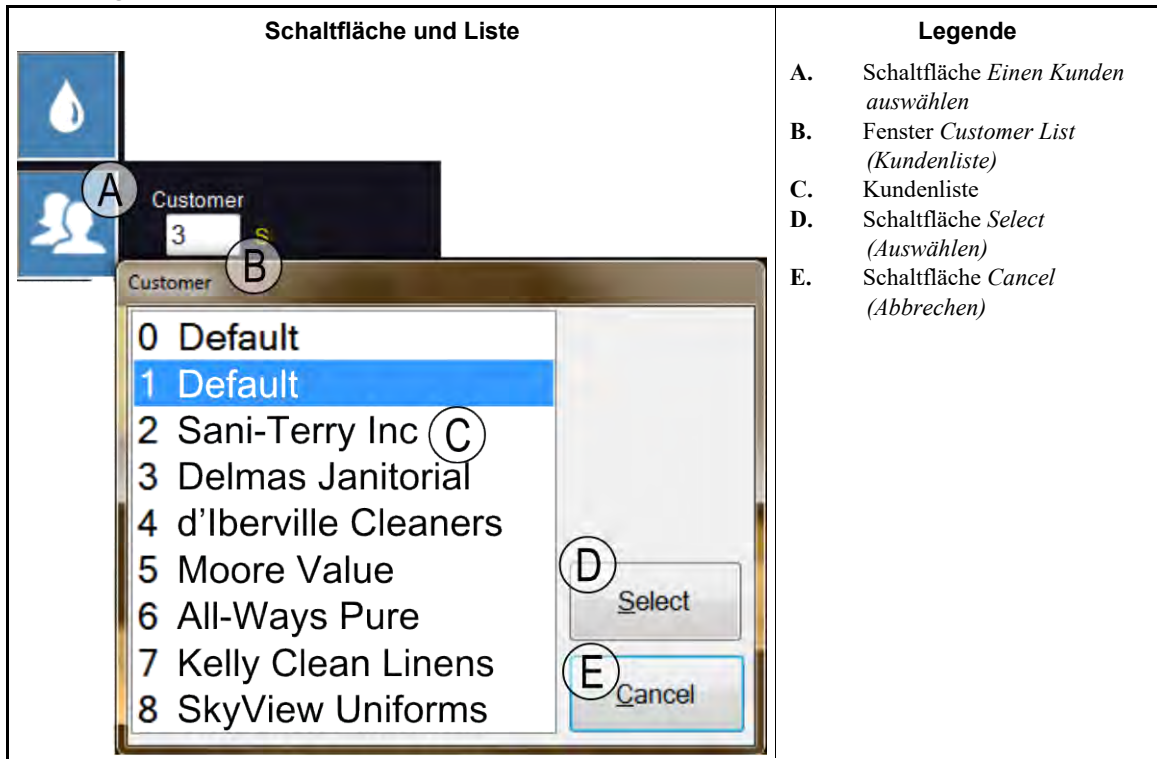 Schaltfläche und Liste
Legende
A. Schaltfläche Einen Kunden
auswählen
B. Fenster Customer List
(Kundenliste)
C. Kundenliste
D. Schaltfläche Select
(Auswählen)
E. Schaltfläche Cancel
(Abbrechen)
A
Customer
3 s
B
Customer
0 Default
1 Default
2 Sani-Terry Inc C
3 Delmas Janitorial
4 d’Iberville Cleaners
5 Moore Value
6 All-Ways Pure
7 Kelly Clean Linens
8 SkyView Uniforms
D
Select
E
Cancel